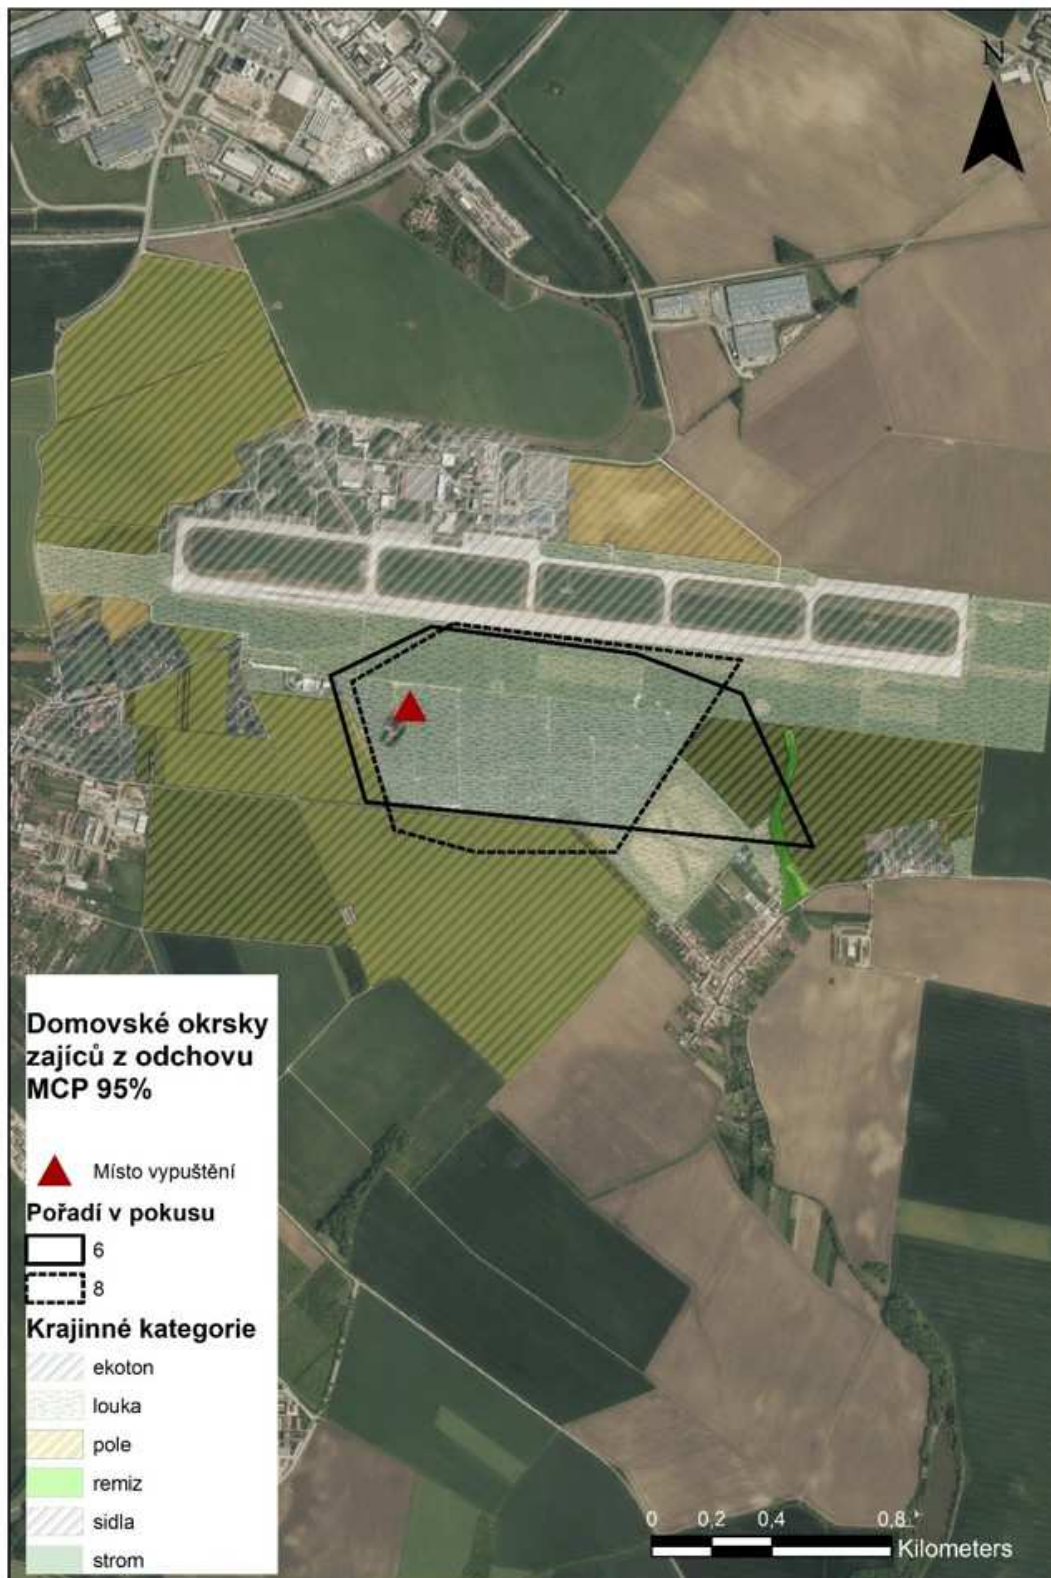 N
Domovské okrsky
zajíců z odchovu
MCP 95%
Místo vypuštění
Pořadí v pokusu
6
8
Krajinné kategorie
ekoton
louka
pole
remiz
sidla
strom
0 0,2 0,4 0,8
Kilometers